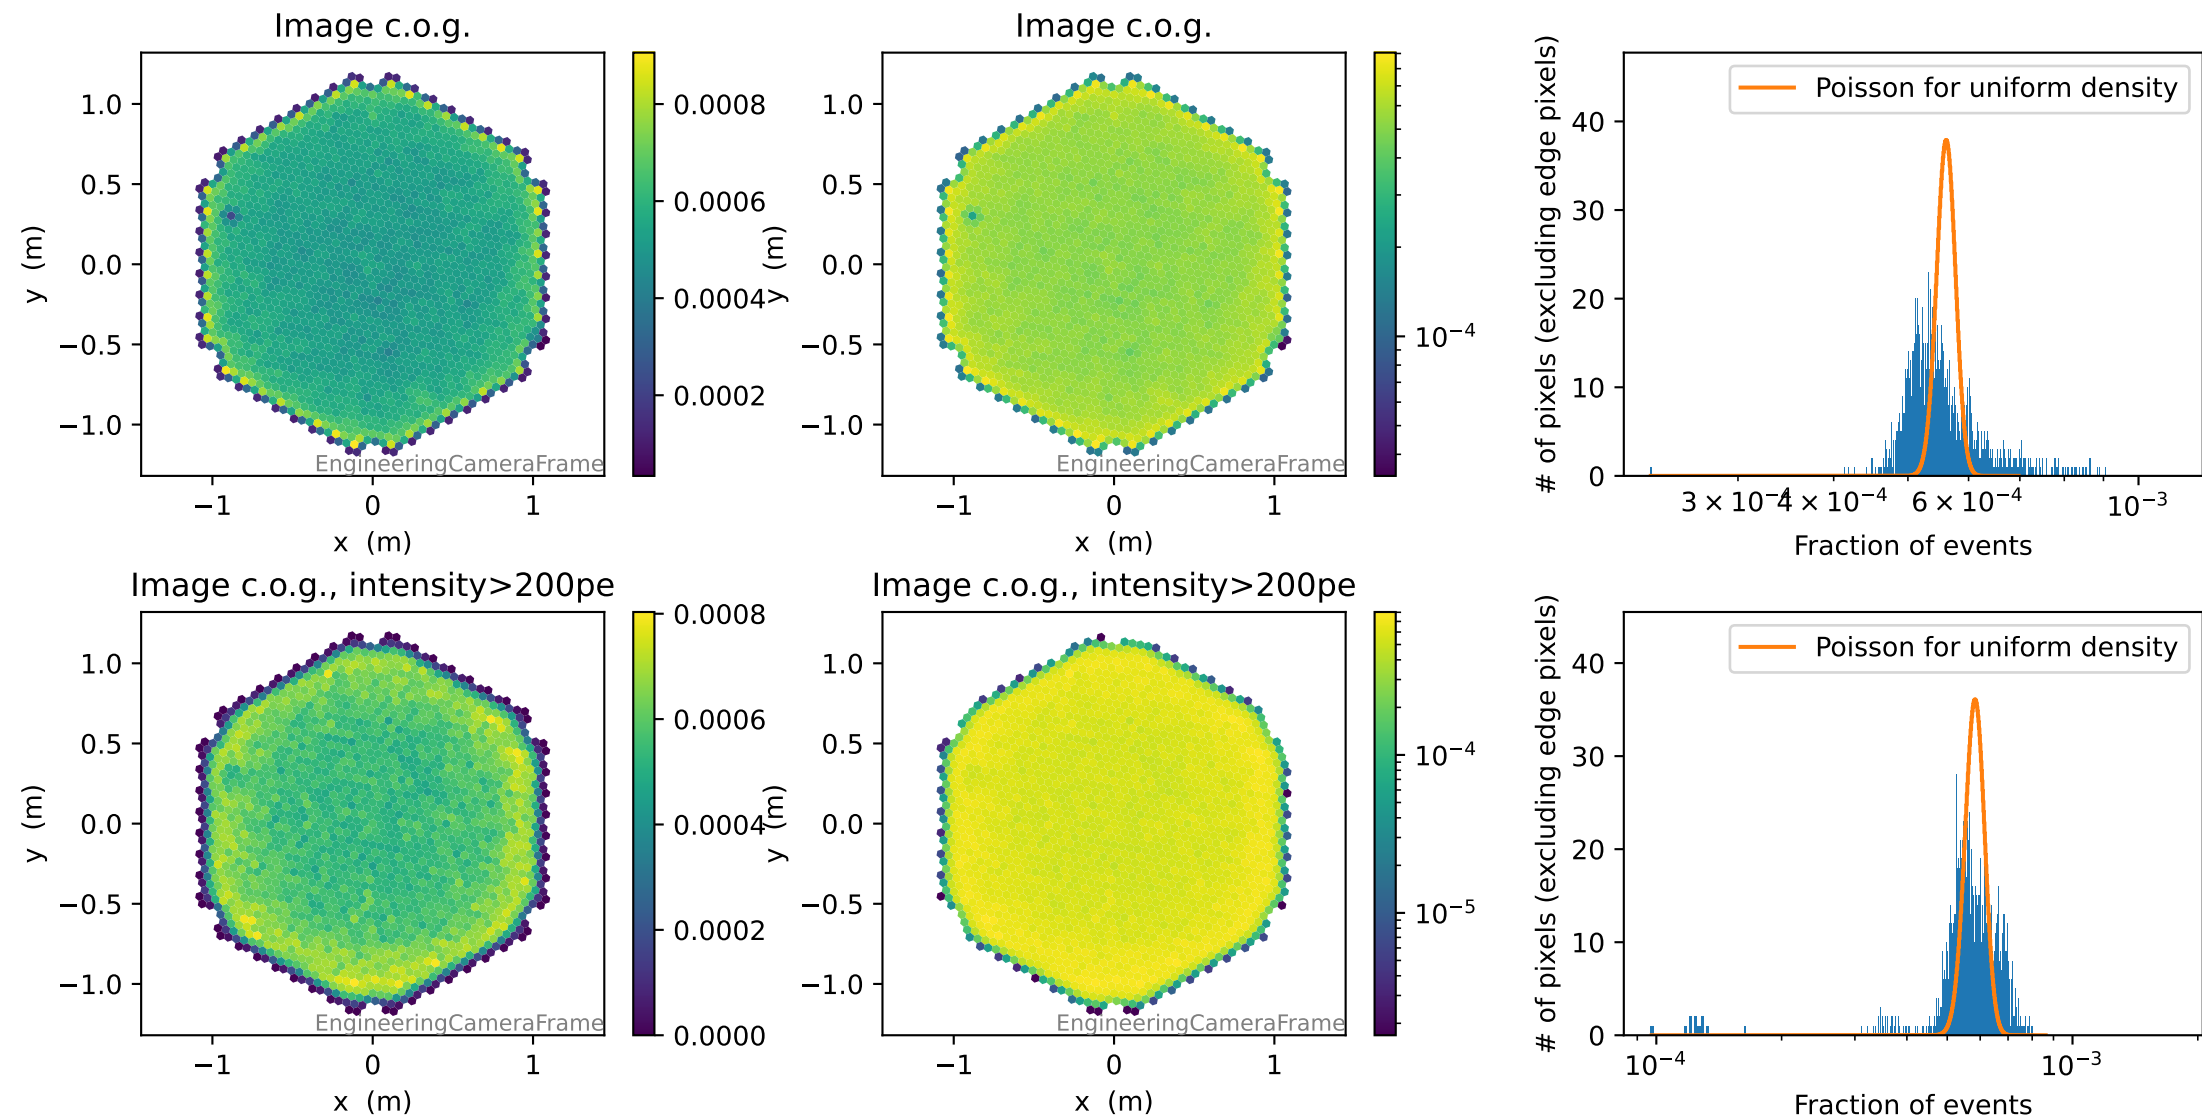 Image c.o.g.
1.0
0.5
0.0
−0.5
−1.0
y (m)
−1
0
1
x (m)
EngineeringCameraFrame
0.0008
0.0006
0.0004
0.0002
Image c.o.g.
1.0
0.5
0.0
−0.5
−1.0
y (m)
−1
0
1
x (m)
EngineeringCameraFrame
10⁻⁴
# of pixels (excluding edge pixels)
40
30
20
10
0
Poisson for uniform density
3 × 10⁻⁴
4 × 10⁻⁴
6 × 10⁻⁴
10⁻³
Fraction of events
Image c.o.g., intensity>200pe
1.0
0.5
0.0
−0.5
−1.0
y (m)
−1
0
1
x (m)
EngineeringCameraFrame
0.0008
0.0006
0.0004
0.0002
0.0000
Image c.o.g., intensity>200pe
1.0
0.5
0.0
−0.5
−1.0
y (m)
−1
0
1
x (m)
EngineeringCameraFrame
10⁻⁴
10⁻⁵
# of pixels (excluding edge pixels)
40
30
20
10
0
Poisson for uniform density
10⁻⁴
10⁻³
Fraction of events